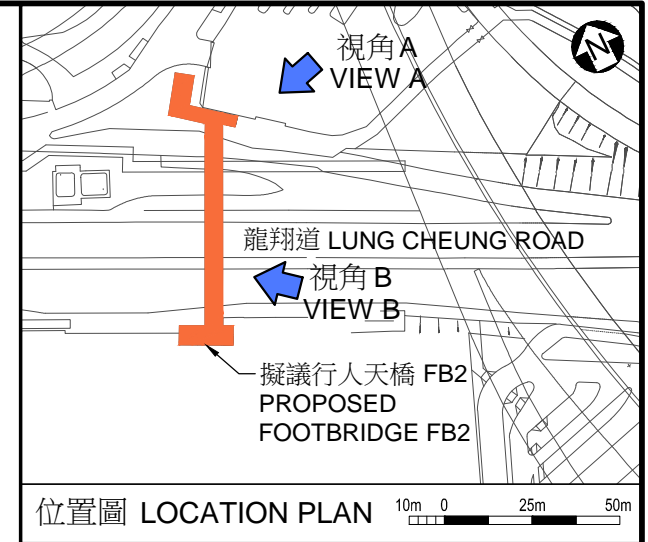 N
視角A
VIEW A
龍翔道 LUNG CHEUNG ROAD
視角 B
VIEW B
擬議行人天橋 FB2
PROPOSED
FOOTBRIDGE FB2
位置圖 LOCATION PLAN
10m 0 25m 50m